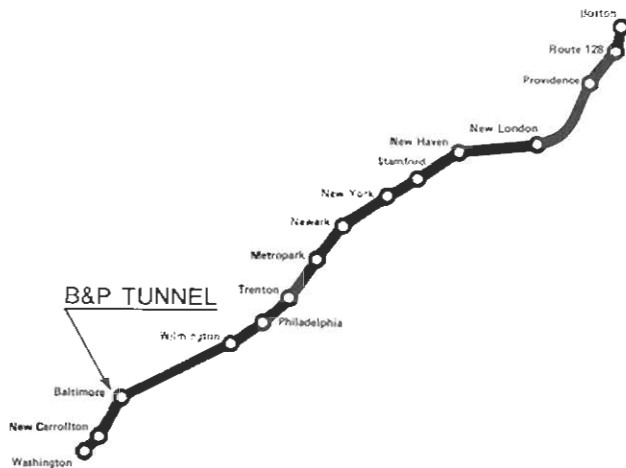 Boston
Route 128
Providence
New London
New Haven
Stamford
New York
Newark
Metropark
Trenton
B&P TUNNEL
Philadelphia
Wilmington
Baltimore
New Carrollton
Washington